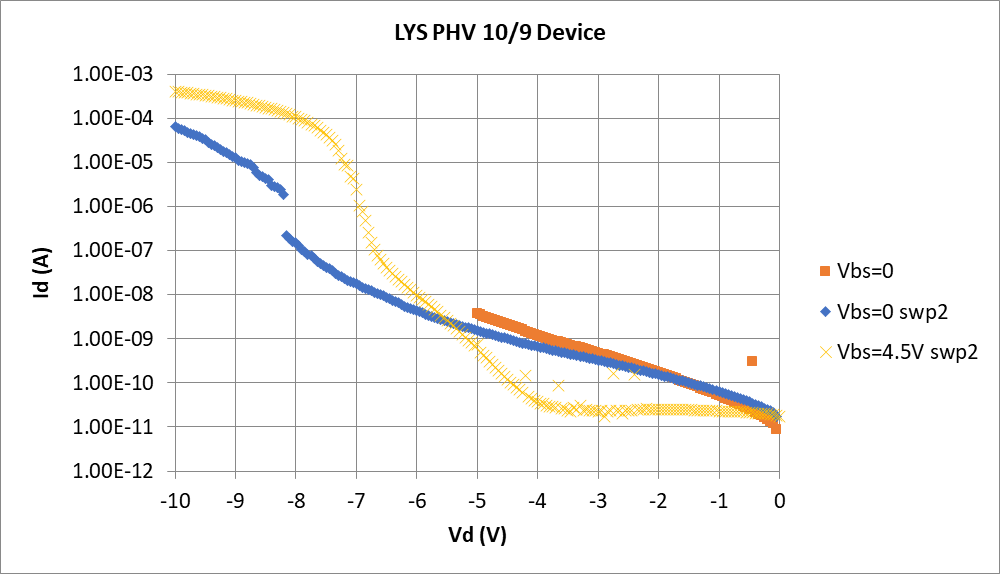 LYS PHV 10/9 Device
1.00E-03
1.00E-04
1.00E-05
1.00E-06
1.00E-07
1.00E-08
1.00E-09
1.00E-10
1.00E-11
1.00E-12
Id (A)
-10 -9 -8 -7 -6 -5 -4 -3 -2 -1 0
Vd (V)
Vbs=0
Vbs=0 swp2
Vbs=4.5V swp2